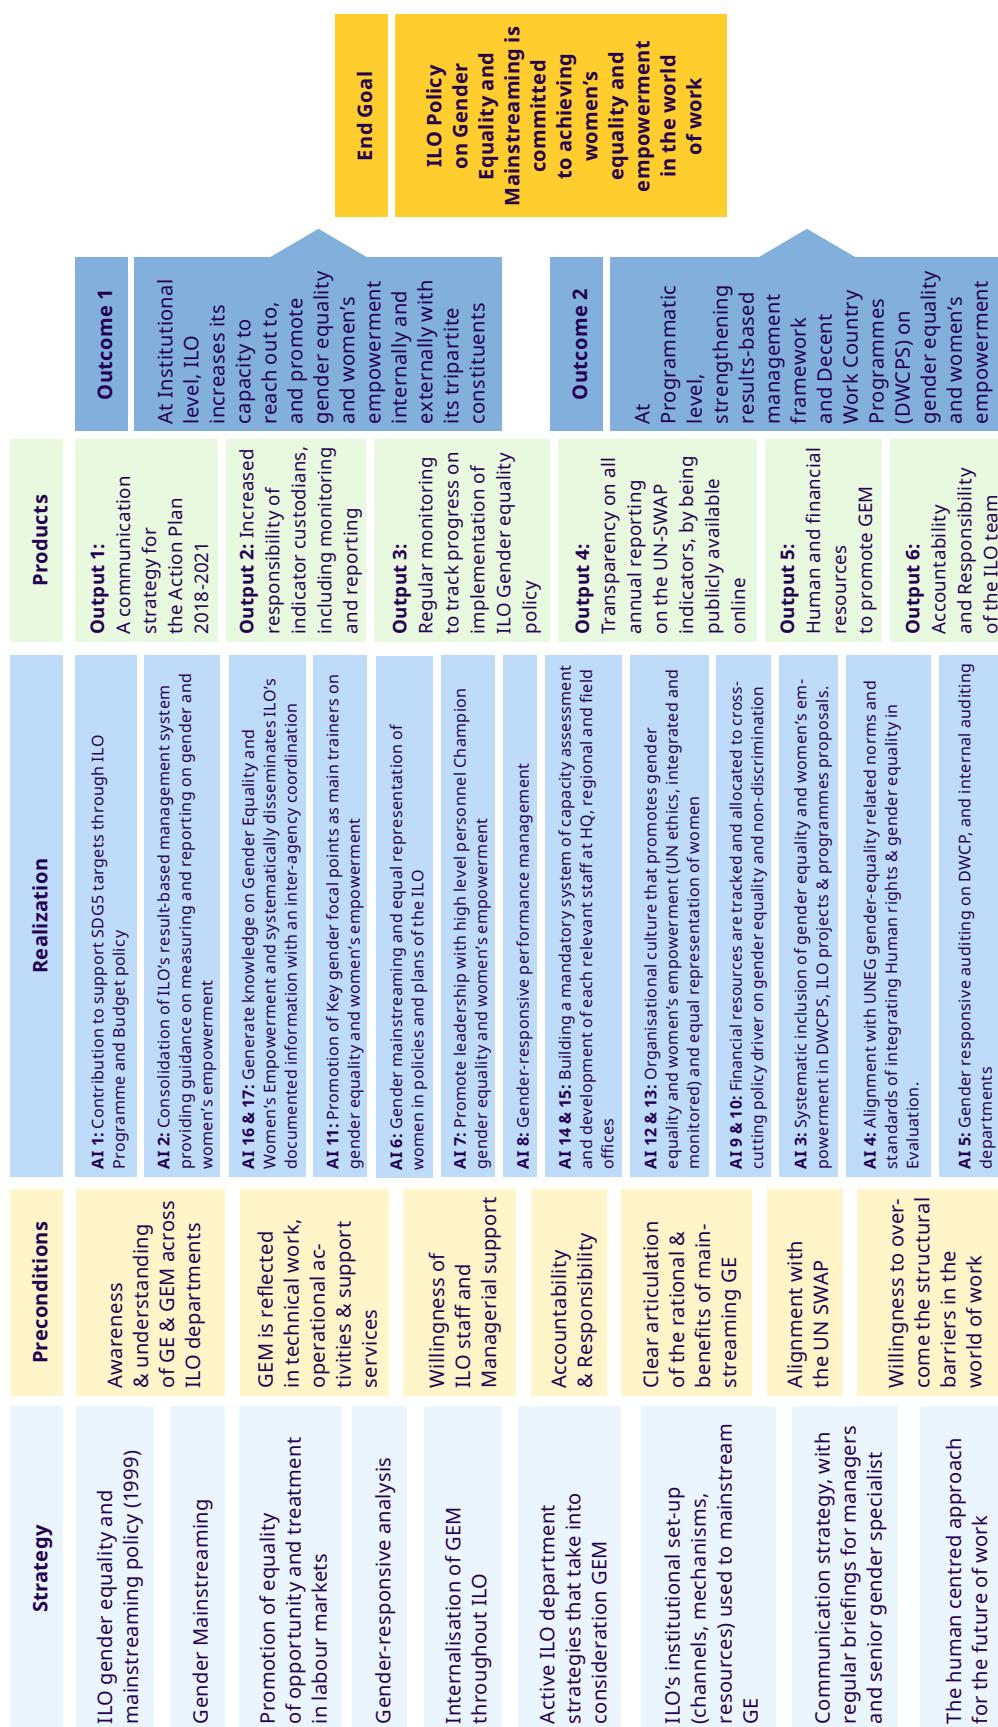 Strategy
ILO gender equality and
mainstreaming policy (1999)
Gender Mainstreaming
Promotion of equality
of opportunity and treatment
in labour markets
Gender-responsive analysis
Internalisation of GEM
throughout ILO
Active ILO department
strategies that take into
consideration GEM
ILO’s institutional set-up
(channels, mechanisms,
resources) used to mainstream
GE
Communication strategy, with
regular briefings for managers
and senior gender specialist
The human centred approach
for the future of work
Preconditions
Awareness
& understanding
of GE & GEM across
ILO departments
GEM is reflected
in technical work,
operational ac-
tivities & support
services
Willigness of
ILO staff and
Managerial support
Accountability
& Responsibility
Clear articulation
of the rational &
benefits of main-
streaming GE
Alignment with
the UN SWAP
Willingness to over-
come the structural
barriers in the
world of work
Realization
AI 1: Contribution to support SDG5 targets through ILO
Programme and Budget policy
AI 2: Consolidation of ILO’s result-based management system
providing guidance on measuring and reporting on gender and
women’s empowerment
AI 16 & 17: Generate knowledge on Gender Equality and
Women’s Empowerment and systematically disseminates ILO’s
documented information with an inter-agency coordination
AI 11: Promotion of Key gender focal points as main trainers on
gender equality and women’s empowerment
AI 6: Gender mainstreaming and equal representation of
women in policies and plans of the ILO
AI 7: Promote leadership with high level personnel Champion
gender equality and women’s empowerment
AI 8: Gender-responsive performance management
AI 14 & 15: Building a mandatory system of capacity assessment
and development of each relevant staff at HQ, regional and field
offices
AI 12 & 13: Organisational culture that promotes gender
equality and women’s empowerment (UN ethics, integrated and
monitored) and equal representation of women
AI 9 & 10: Financial resources are tracked and allocated to cross-
cutting policy driver on gender equality and non-discrimination
AI 3: Systematic inclusion of gender equality and women’s em-
powerment in DWCPS, ILO projects & programmes proposals.
AI 4: Alignment with UNEG gender-equality related norms and
standards of integrating Human rights & gender equality in
Evaluation.
AI 5: Gender responsive auditing on DWCP, and internal auditing
departments
Products
Output 1:
A communication
strategy for
the Action Plan
2018-2021
Output 2: Increased
responsibility of
indicator custodians,
including monitoring
and reporting
Output 3:
Regular monitoring
to track progress on
implementation of
ILO Gender equality
policy
Output 4:
Transparency on all
annual reporting
on the UN-SWAP
indicators, by being
publicly available
online
Output 5:
Human and financial
resources
to promote GEM
Output 6:
Accountability
and Responsibility
of the ILO team
Outcome 1
At Institutional
level, ILO
increases its
capacity to
reach out to,
and promote
gender equality
and women’s
empowerment
internally and
externally with
its tripartite
constituents
Outcome 2
At
Programmatic
level,
strengthening
results-based
management
framework
and Decent
Work Country
Programmes
(DWCPS) on
gender equality
and women’s
empowerment
End Goal
ILO Policy
on Gender
Equality and
Mainstreaming is
committed
to achieving
women’s
equality and
empowerment
in the world
of work